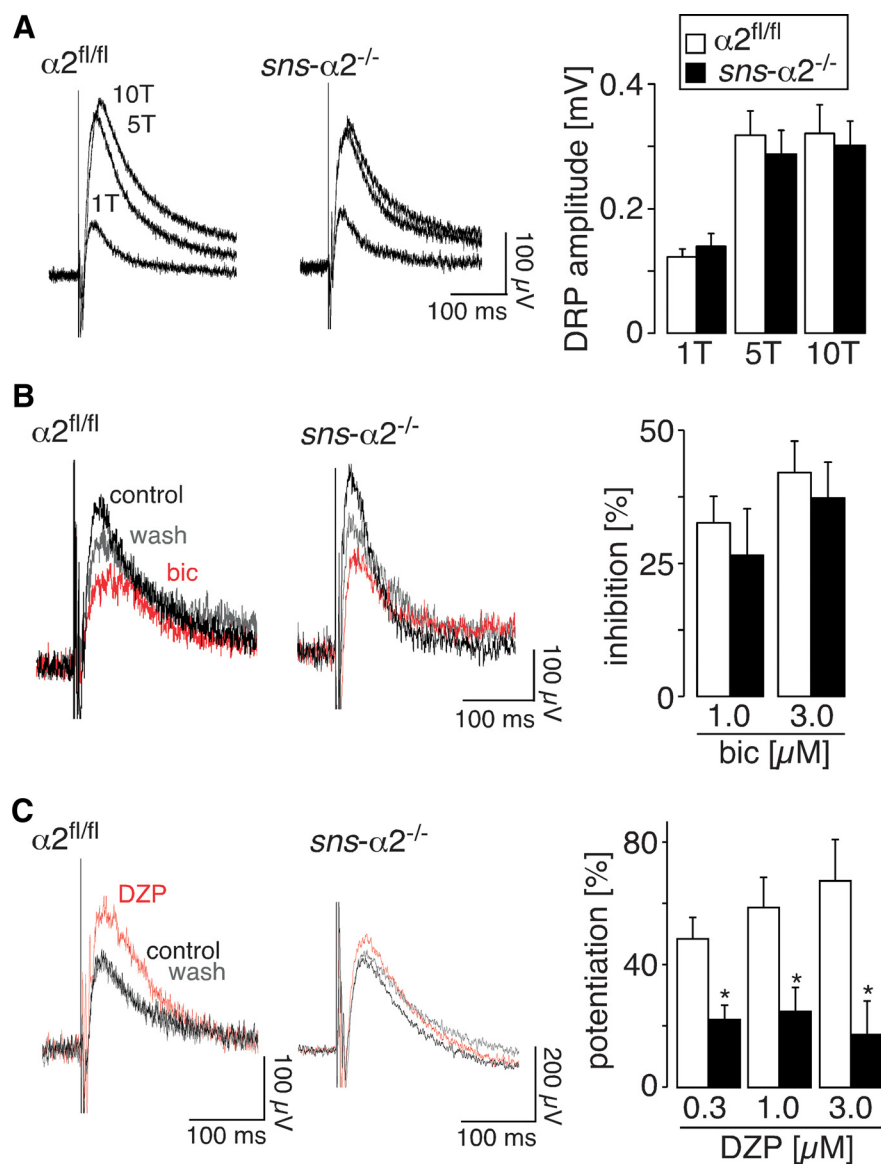 A
α2fl/fl
sns-α2-/-
10T
5T
1T
100 µV
100 ms
α2fl/fl
sns-α2-/-
DRP amplitude [mV]
0.4
0.2
0
1T 5T 10T
B
α2fl/fl
sns-α2-/-
control
wash
bic
100 µV
100 ms
inhibition [%]
50
25
0
1.0 3.0
bic [µM]
C
α2fl/fl
sns-α2-/-
DZP
control
wash
100 µV
100 ms
200 µV
100 ms
potentiation [%]
80
40
0
* * *
0.3 1.0 3.0
DZP [µM]